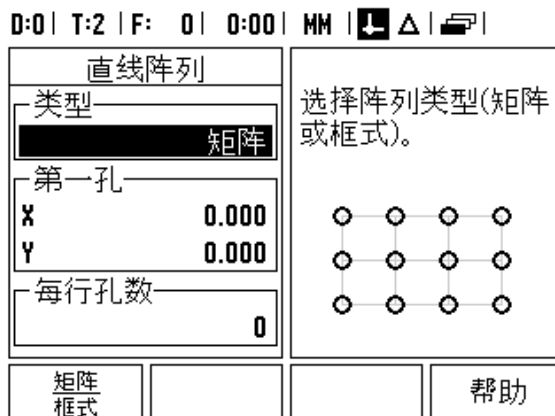 D:0 | T:2 | F: 0 | 0:00 | MM |
直线阵列
类型
矩阵
第一孔
X 0.000
Y 0.000
每行孔数
0
选择阵列类型(矩阵
或框式)。
矩阵
框式
帮助